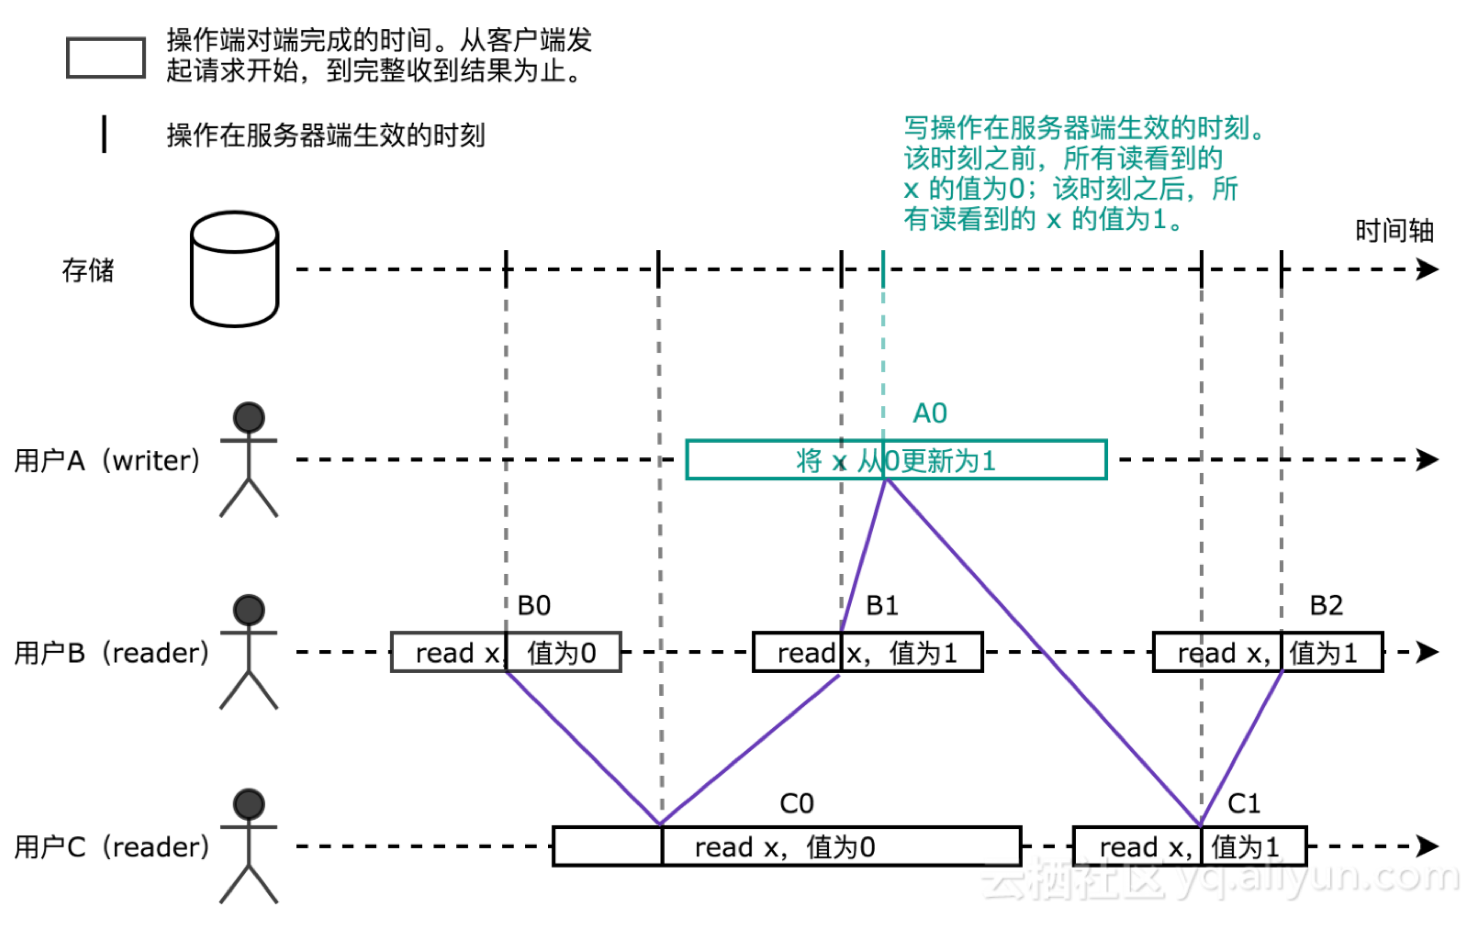 操作端对端完成的时间。从客户端发
起请求开始，到完整收到结果为止。
操作在服务器端生效的时刻
写操作在服务器端生效的时刻。
该时刻之前，所有读看到的
x 的值为0；该时刻之后，所
有读看到的 x 的值为1。
时间轴
存储
A0
用户A（writer）
将 x 从0更新为1
B0
B1
B2
用户B（reader）
read x，值为0
read x，值为1
read x，值为1
C0
C1
用户C（reader）
read x，值为0
read x，值为1
云栖社区 yq.aliyun.com